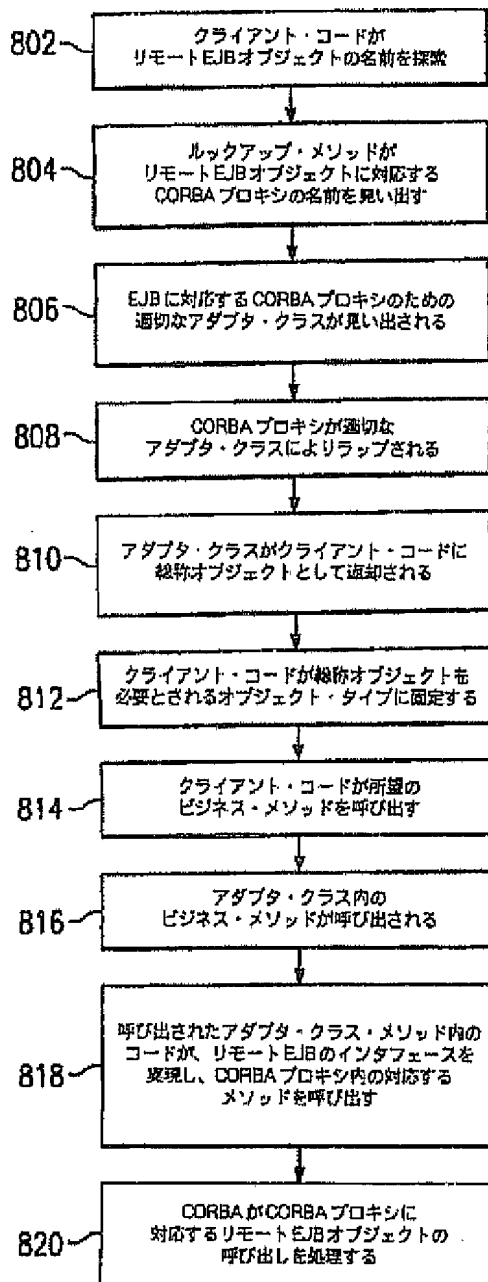 802
クライアント・コードが
リモートEJBオブジェクトの名前を探索
804
ルックアップ・メソッドが
リモートEJBオブジェクトに対応する
CORBAプロキシの名前を見い出す
806
EJBに対応するCORBAプロキシのための
適切なアダプタ・クラスが見い出される
808
CORBAプロキシが適切な
アダプタ・クラスによりラップされる
810
アダプタ・クラスがクライアント・コードに
総称オブジェクトとして返却される
812
クライアント・コードが総称オブジェクトを
必要とされるオブジェクト・タイプに固定する
814
クライアント・コードが所望の
ビジネス・メソッドを呼び出す
816
アダプタ・クラス内の
ビジネス・メソッドが呼び出される
818
呼び出されたアダプタ・クラス・メソッド内の
コードが、リモートEJBのインタフェースを
実現し、CORBAプロキシ内の対応する
メソッドを呼び出す
820
CORBAがCORBAプロキシに
対応するリモートEJBオブジェクトの
呼び出しを処理する